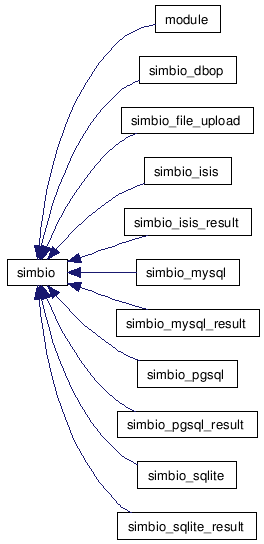 module
simbio_dbop
simbio_file_upload
simbio_isis
simbio_isis_result
simbio
simbio_mysql
simbio_mysql_result
simbio_pgsql
simbio_pgsql_result
simbio_sqlite
simbio_sqlite_result